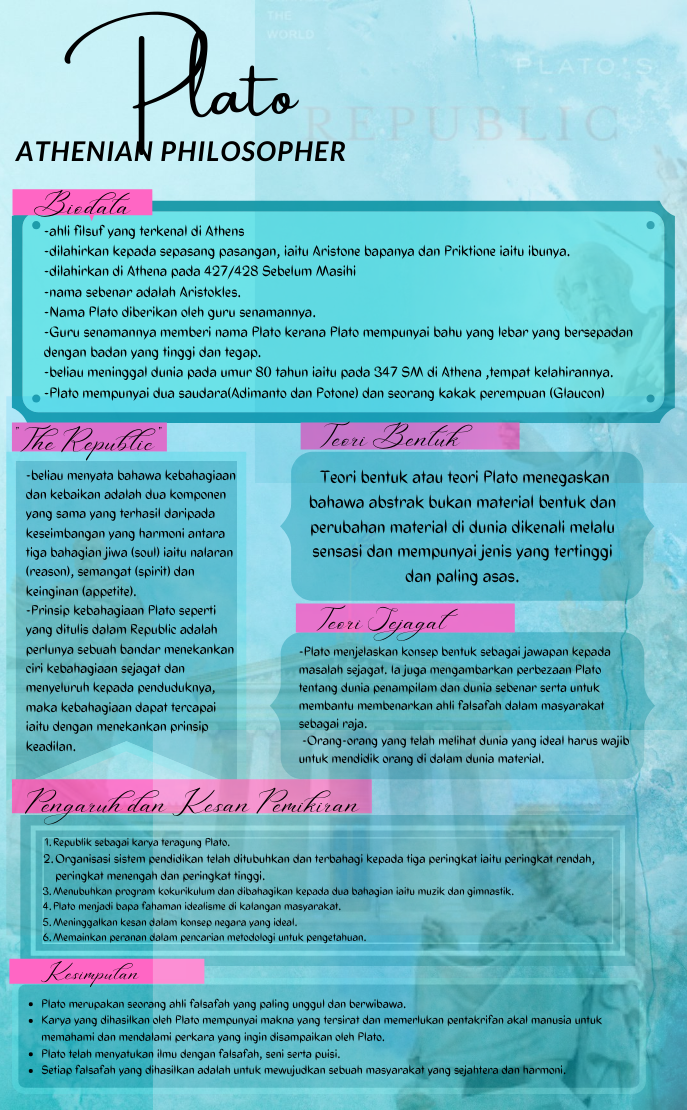 THE
WORLD
PLATO'S
REPUBLIC
Plato
ATHENIAN PHILOSOPHER
Biodata
-ahli filsuf yang terkenal di Athens
-dilahirkan kepada sepasang pasangan, iaitu Aristone bapanya dan Priktione iaitu ibunya.
-dilahirkan di Athena pada 427/428 Sebelum Masihi
-nama sebenar adalah Aristokles.
-Nama Plato diberikan oleh guru senamannya.
-Guru senamannya memberi nama Plato kerana Plato mempunyai bahu yang lebar yang bersepadan
dengan badan yang tinggi dan tegap.
-beliau meninggal dunia pada umur 80 tahun iaitu pada 347 SM di Athena ,tempat kelahirannya.
-Plato mempunyai dua saudara(Adimanto dan Potone) dan seorang kakak perempuan (Glaucon)
"The Republic"
-beliau menyata bahawa kebahagiaan
dan kebaikan adalah dua komponen
yang sama yang terhasil daripada
keseimbangan yang harmoni antara
tiga bahagian jiwa (soul) iaitu nalaran
(reason), semangat (spirit) dan
keinginan (appetite).
-Prinsip kebahagiaan Plato seperti
yang ditulis dalam Republic adalah
perlunya sebuah bandar menekankan
ciri kebahagiaan sejagat dan
menyeluruh kepada penduduknya,
maka kebahagiaan dapat tercapai
iaitu dengan menekankan prinsip
keadilan.
Teori Bentuk
Teori bentuk atau teori Plato menegaskan
bahawa abstrak bukan material bentuk dan
perubahan material di dunia dikenali melalu
sensasi dan mempunyai jenis yang tertinggi
dan paling asas.
Teori Sejagat
-Plato menjelaskan konsep bentuk sebagai jawapan kepada
masalah sejagat. Ia juga mengambarkan perbezaan Plato
tentang dunia penampilam dan dunia sebenar serta untuk
membantu membenarkan ahli falsafah dalam masyarakat
sebagai raja.
-Orang-orang yang telah melihat dunia yang ideal harus wajib
untuk mendidik orang di dalam dunia material.
Pengaruh dan Kesan Pemikiran
1. Republik sebagai karya teragung Plato.
2. Organisasi sistem pendidikan telah ditubuhkan dan terbahagi kepada tiga peringkat iaitu peringkat rendah,
peringkat menengah dan peringkat tinggi.
3. Menubuhkan program kokurikulum dan dibahagikan kepada dua bahagian iaitu muzik dan gimnastik.
4. Plato menjadi bapa fahaman idealisme di kalangan masyarakat.
5. Meninggalkan kesan dalam konsep negara yang ideal.
6. Memainkan peranan dalam pencarian metodologi untuk pengetahuan.
Kesimpulan
• Plato merupakan seorang ahli falsafah yang paling unggul dan berwibawa.
• Karya yang dihasilkan oleh Plato mempunyai makna yang tersirat dan memerlukan pentakrifan akal manusia untuk
memahami dan mendalami perkara yang ingin disampaikan oleh Plato.
• Plato telah menyatukan ilmu dengan falsafah, seni serta puisi.
• Setiap falsafah yang dihasilkan adalah untuk mewujudkan sebuah masyarakat yang sejahtera dan harmoni.